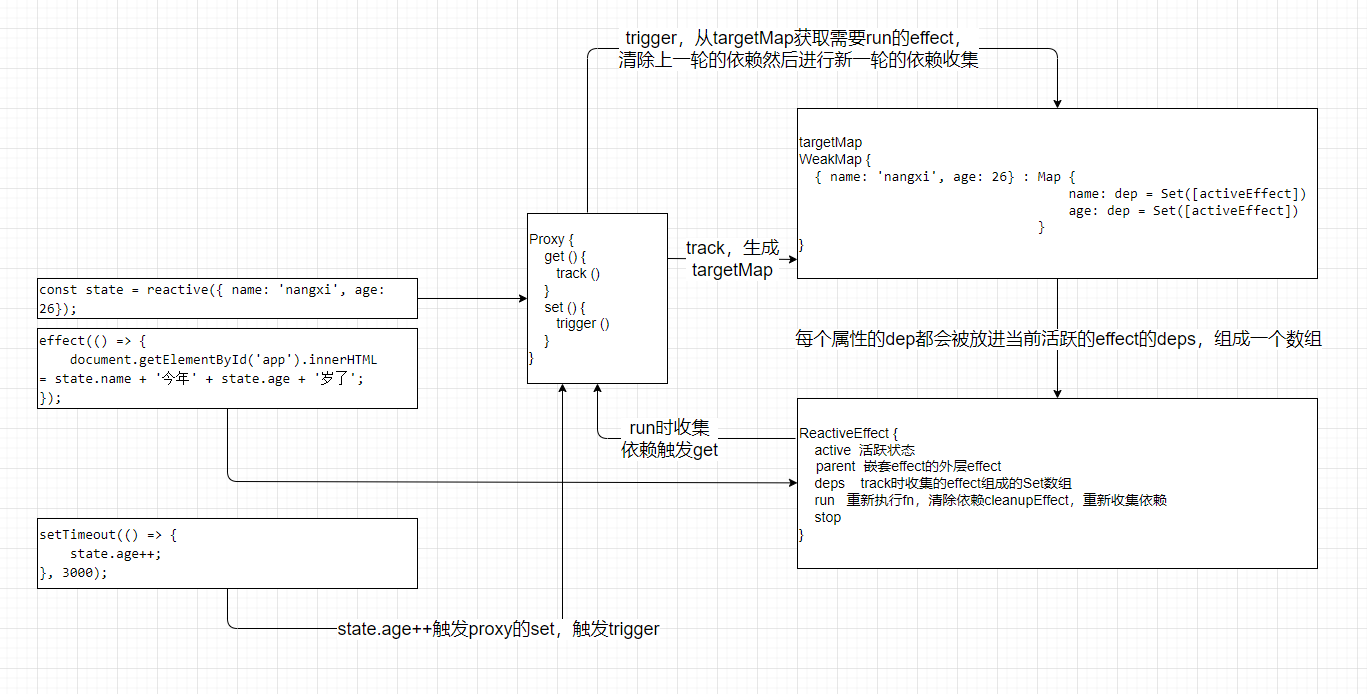 trigger，从targetMap获取需要run的effect，
清除上一轮的依赖然后进行新一轮的依赖收集
targetMap
WeakMap {
{ name: 'nangxi', age: 26} : Map {
name: dep = Set([activeEffect])
age: dep = Set([activeEffect])
}
}
Proxy {
get () {
track ()
}
set () {
trigger ()
}
}
track，生成
targetMap
const state = reactive({ name: 'nangxi', age:
26});
effect(() => {
document.getElementById('app').innerHTML
= state.name + '今年' + state.age + '岁了';
});
每个属性的dep都会被放进当前活跃的effect的deps，组成一个数组
run时收集
依赖触发get
ReactiveEffect {
active 活跃状态
parent 嵌套effect的外层effect
deps track时收集的effect组成的Set数组
run 重新执行fn，清除依赖cleanupEffect，重新收集依赖
stop
}
setTimeout(() => {
state.age++;
}, 3000);
state.age++触发proxy的set，触发trigger